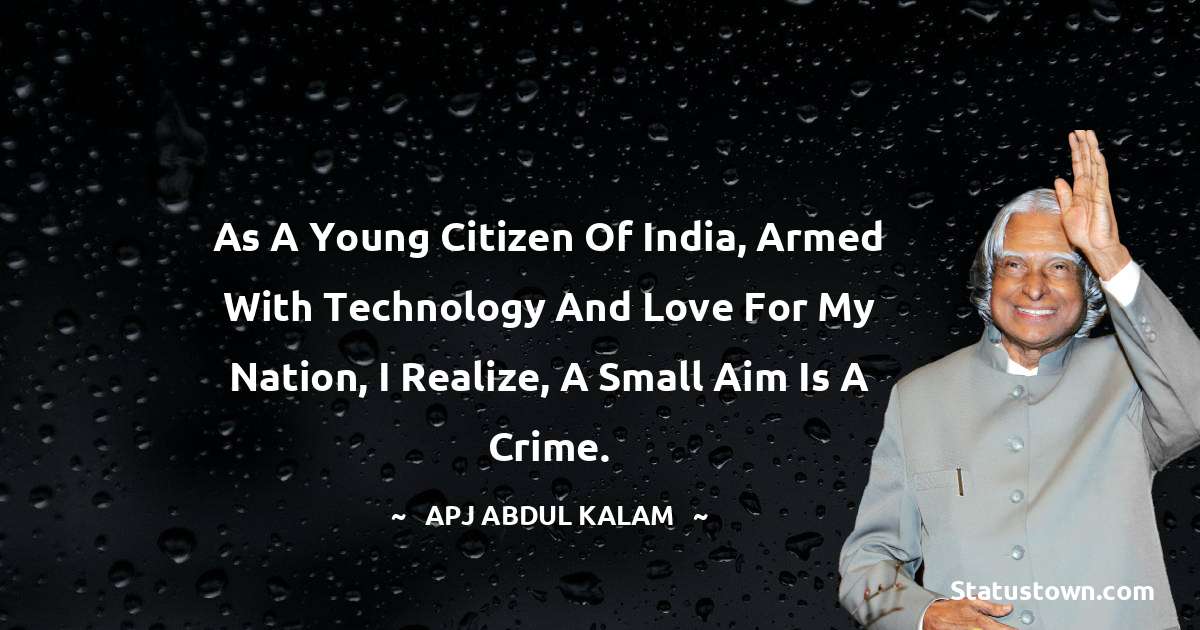 As A Young Citizen Of India, Armed
With Technology And Love For My
Nation, I Realize, A Small Aim Is A
Crime.
~ APJ ABDUL KALAM ~
Statustown.com